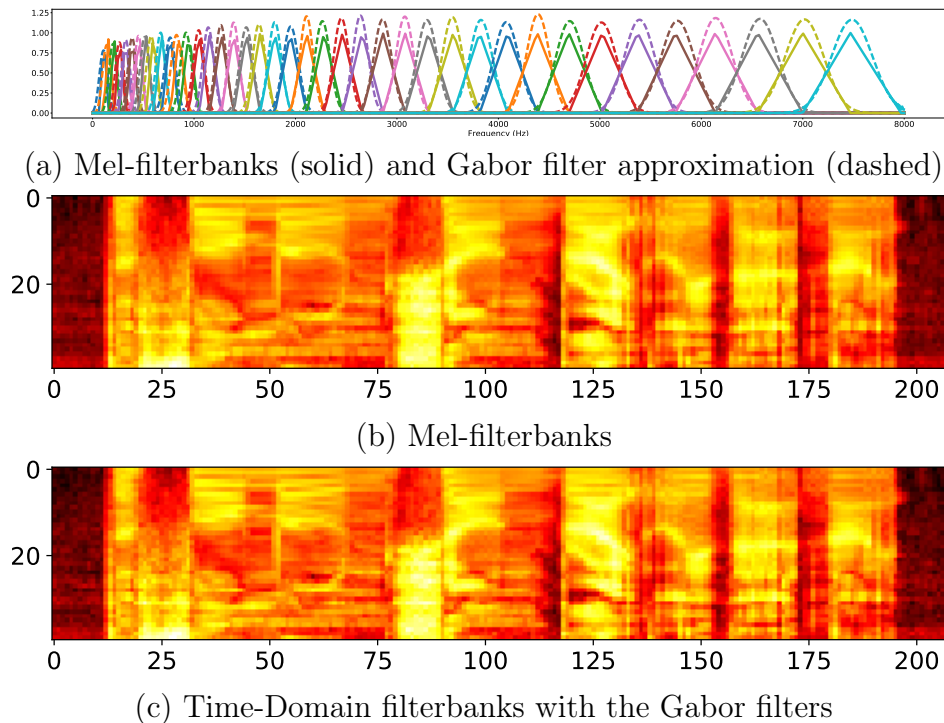 1.25
1.00
0.75
0.50
0.25
0.00
0 1000 2000 3000 4000 5000 6000 7000 8000
Frequency (Hz)
(a) Mel-filterbanks (solid) and Gabor filter approximation (dashed)
0
20
0 25 50 75 100 125 150 175 200
(b) Mel-filterbanks
0
20
0 25 50 75 100 125 150 175 200
(c) Time-Domain filterbanks with the Gabor filters